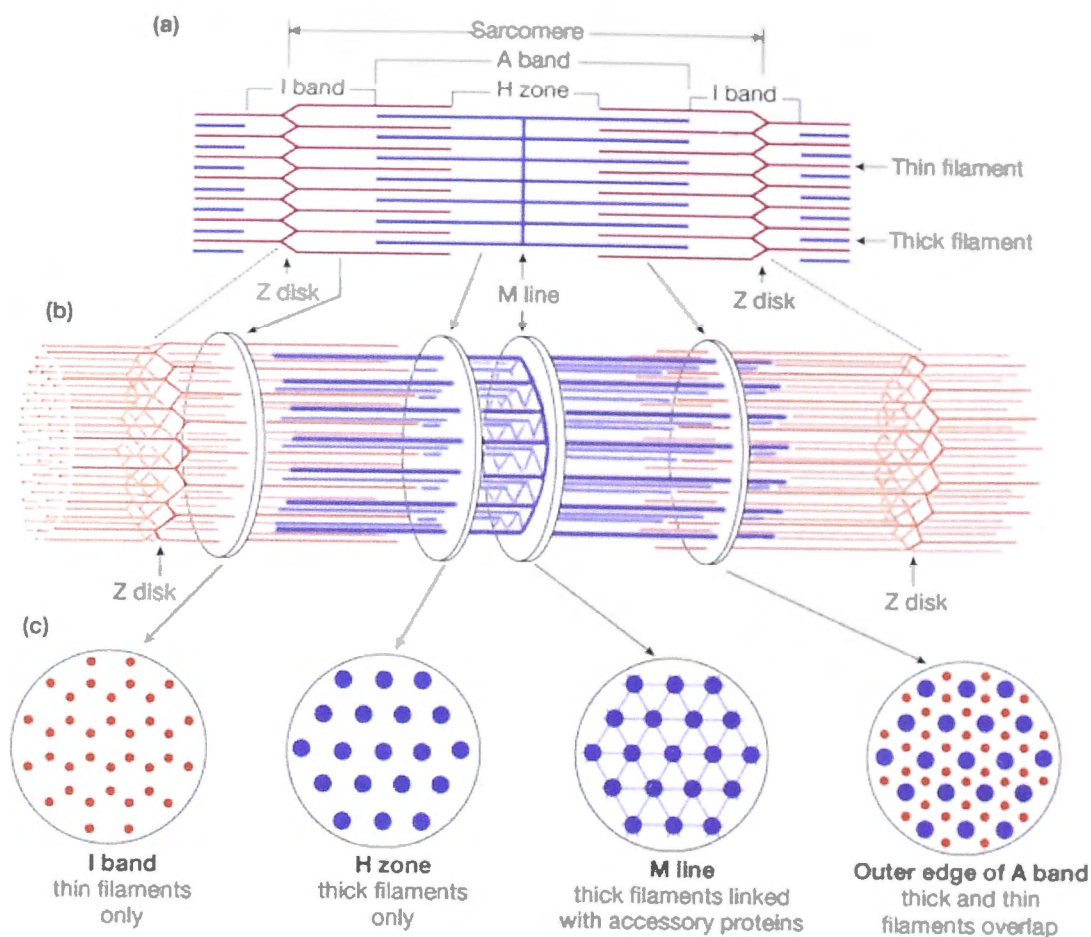 (a)
Sarcomere
A band
I band
H zone
I band
Thin filament
Thick filament
Z disk
M line
Z disk
(b)
Z disk
Z disk
(c)
I band
thin filaments
only
H zone
thick filaments
only
M line
thick filaments linked
with accessory proteins
Outer edge of A band
thick and thin
filaments overlap